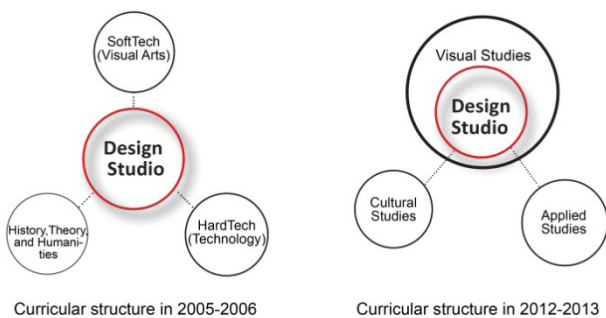 SoftTech
(Visual Arts)
Design
Studio
History,Theory,
and Humani-
ties
HardTech
(Technology)
Curricular structure in 2005-2006
Visual Studies
Design
Studio
Cultural
Studies
Applied
Studies
Curricular structure in 2012-2013